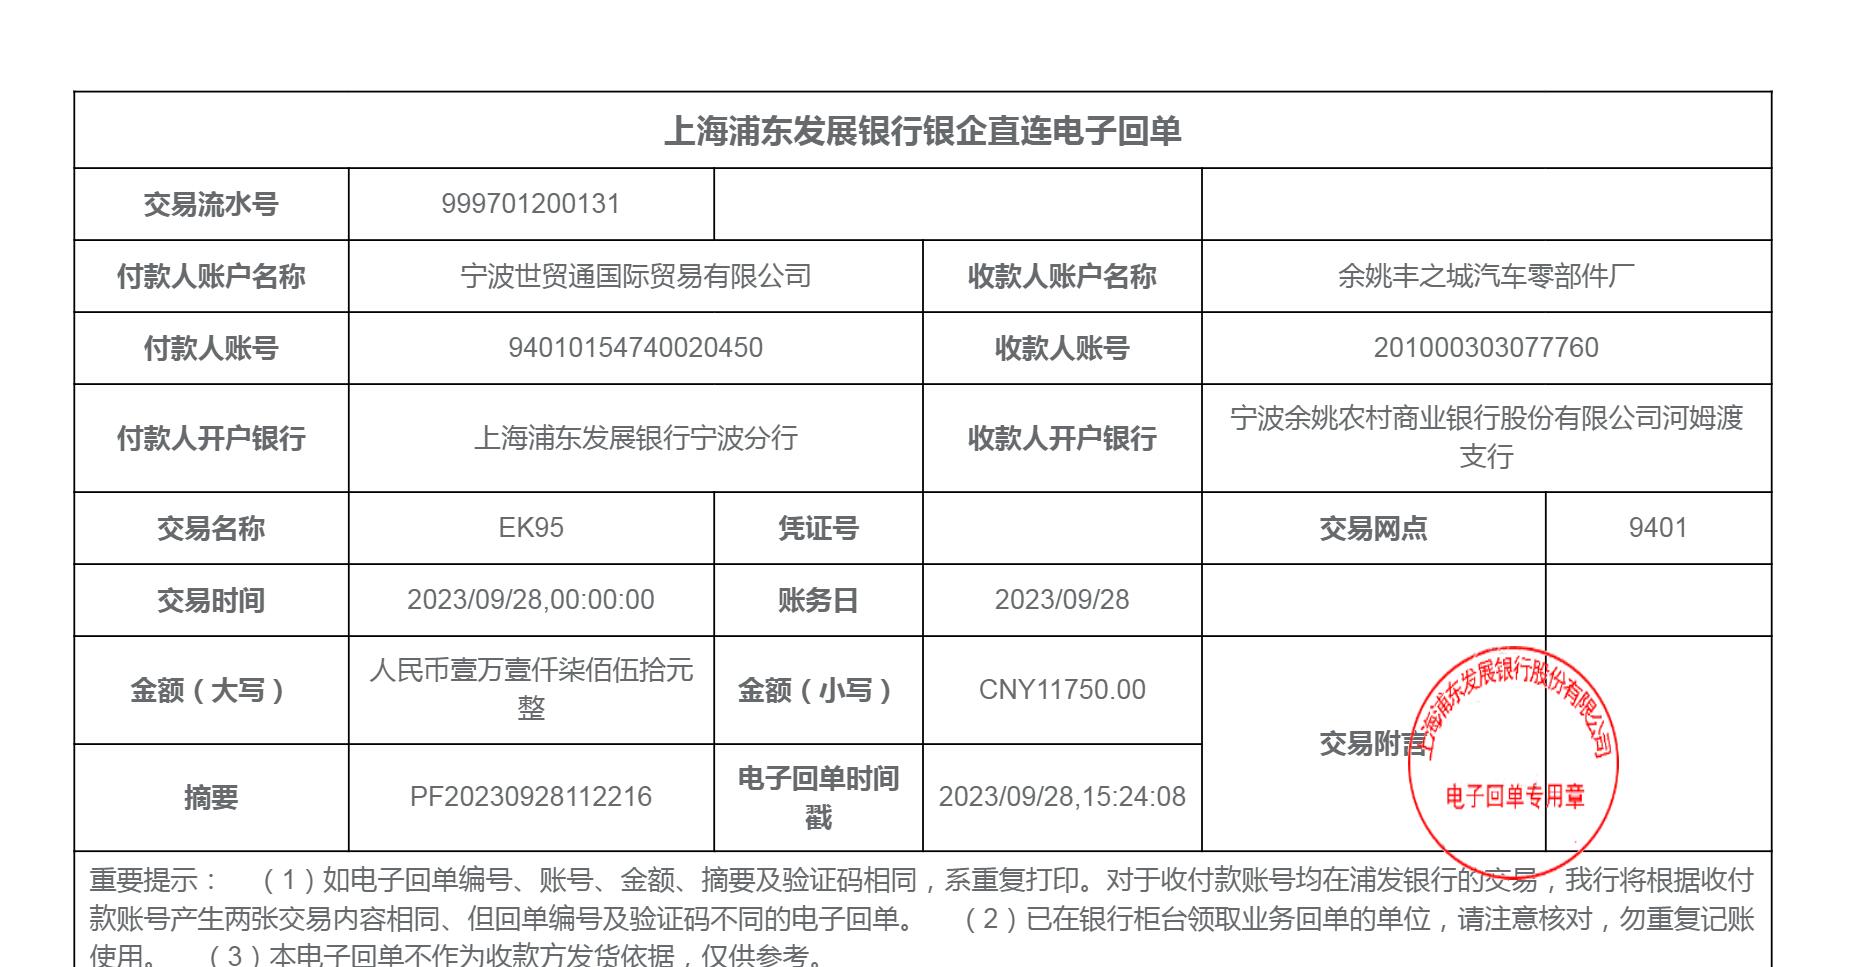 上海浦东发展银行银企直连电子回单
交易流水号 999701200131
付款人账户名称 宁波世贸通国际贸易有限公司 收款人账户名称 余姚丰之城汽车零部件厂
付款人账号 94010154740020450 收款人账号 201000303077760
付款人开户银行 上海浦东发展银行宁波分行 收款人开户银行 宁波余姚农村商业银行股份有限公司河姆渡
支行
交易名称 EK95 凭证号 交易网点 9401
交易时间 2023/09/28,00:00:00 账务日 2023/09/28
金额（大写） 人民币壹万壹仟柒佰伍拾元
整 金额（小写） CNY11750.00
交易附言
上海浦东发展银行股份有限公司
电子回单专用章
摘要 PF20230928112216 电子回单时间
戳 2023/09/28,15:24:08
重要提示： （1）如电子回单编号、账号、金额、摘要及验证码相同，系重复打印。对于收付款账号均在浦发银行的交易，我行将根据收付
款账号产生两张交易内容相同、但回单编号及验证码不同的电子回单。 （2）已在银行柜台领取业务回单的单位，请注意核对，勿重复记账
使用。 （3）本电子回单不作为收款方发货依据，仅供参考。